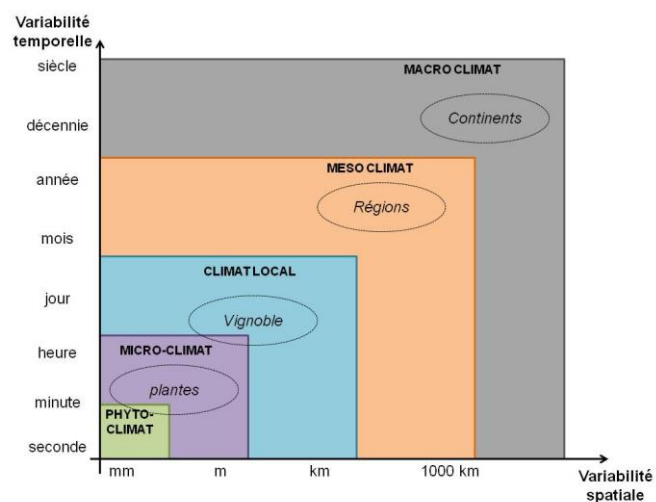 Variabilité
temporelle
siècle
MACRO CLIMAT
Continents
décennie
MESO CLIMAT
année
Régions
mois
CLIMAT LOCAL
jour
Vignoble
heure
MICRO-CLIMAT
plantes
minute
PHYTO-
CLIMAT
seconde
mm m km 1000 km
Variabilité
spatiale